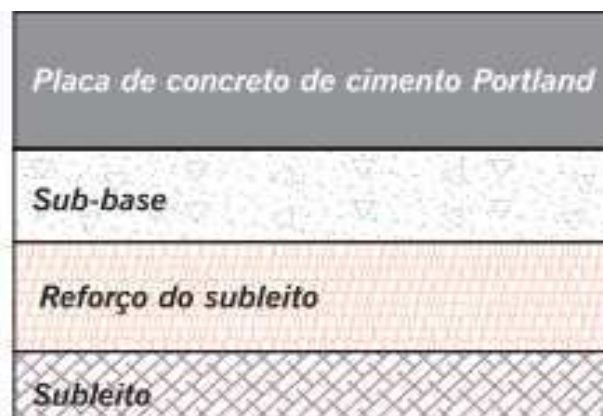 Placa de concreto de cimento Portland
Sub-base
Reforço do subleito
Subleito